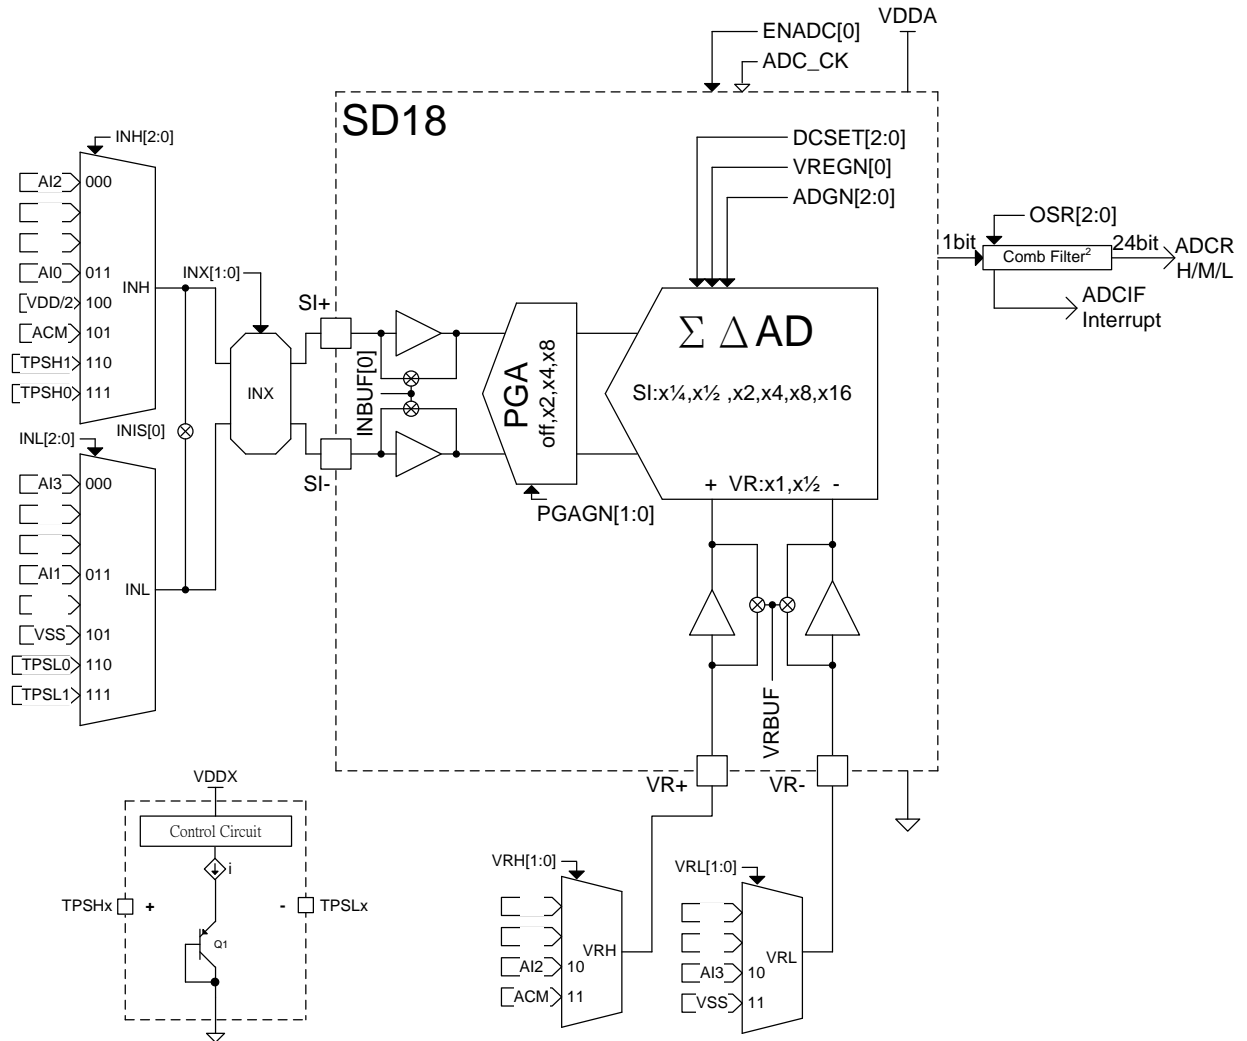 ENADC[0]
VDDA
ADC_CK
SD18
INH[2:0]
AI2 000
AI0 011
VDD/2 100
ACM 101
TPSH1 110
TPSH0 111
INH
INX[1:0]
INX
INIS[0]
INL[2:0]
AI3 000
AI1 011
VSS 101
TPSL0 110
TPSL1 111
INL
SI+
SI-
INBUF[0]
PGA
off,x2,x4,x8
PGAGN[1:0]
DCSET[2:0]
VREGN[0]
ADGN[2:0]
Σ Δ AD
SI:x¼,x½ ,x2,x4,x8,x16
+ VR:x1,x½ -
VRBUF
VR+
VR-
OSR[2:0]
1bit
Comb Filter²
24bit
ADCR
H/M/L
ADCIF
Interrupt
VDDX
Control Circuit
i
TPSHx
+
-
TPSLx
Q1
VRH[1:0]
AI2 10
ACM 11
VRH
VRL[1:0]
AI3 10
VSS 11
VRL